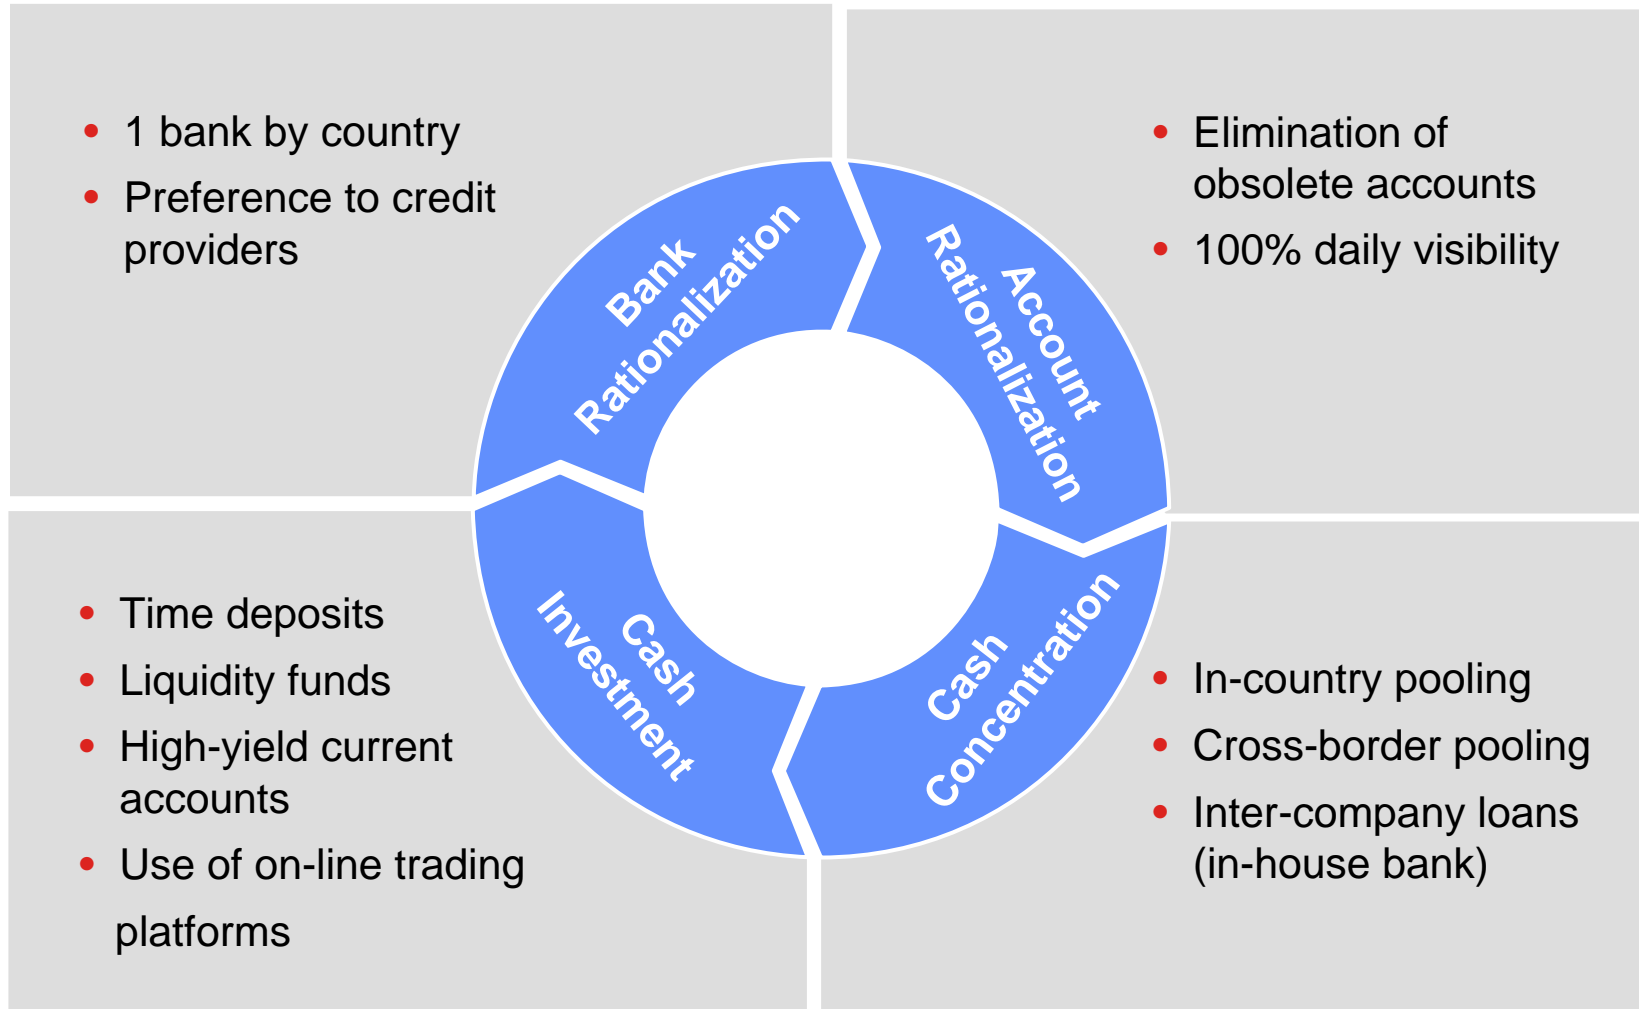 • 1 bank by country
• Preference to credit
providers
Bank
Rationalization
• Elimination of
obsolete accounts
• 100% daily visibility
Account
Rationalization
• Time deposits
• Liquidity funds
• High-yield current
accounts
• Use of on-line trading
platforms
Cash
Investment
Cash
Concentration
• In-country pooling
• Cross-border pooling
• Inter-company loans
(in-house bank)